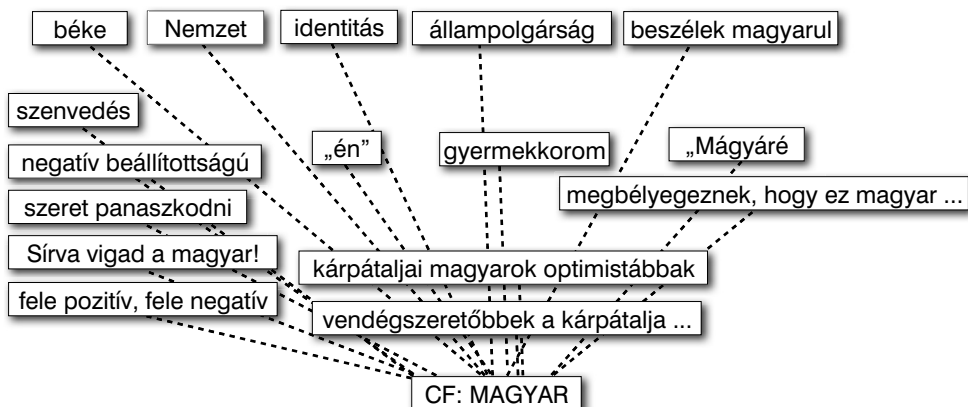 béke
Nemzet
identitás
állampolgárság
beszélek magyarul
szenvedés
„én”
gyermekkorom
„Mágyáré
negatív beállítottságú
megbélyegeznek, hogy ez magyar ...
szeret panaszkodni
Sírva vigad a magyar!
kárpátaljai magyarok optimistábbak
fele pozitív, fele negatív
vendégszeretőbbek a kárpátalja ...
CF: MAGYAR